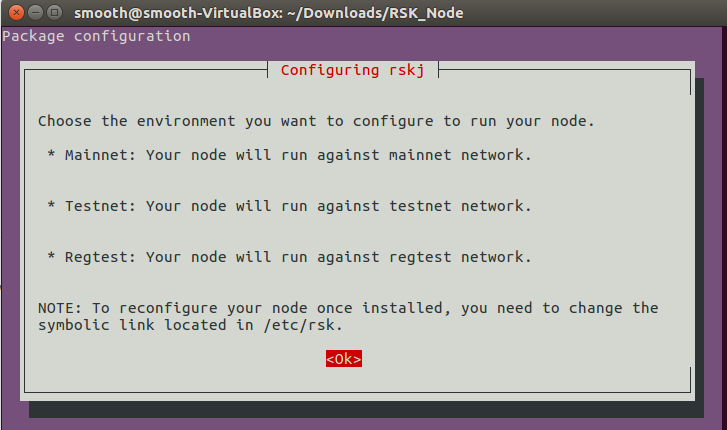 smooth@smooth-VirtualBox: ~/Downloads/RSK_Node
Package configuration
Configuring rskj
Choose the environment you want to configure to run your node.
* Mainnet: Your node will run against mainnet network.
* Testnet: Your node will run against testnet network.
* Regtest: Your node will run against regtest network.
NOTE: To reconfigure your node once installed, you need to change the
symbolic link located in /etc/rsk.
<Ok>